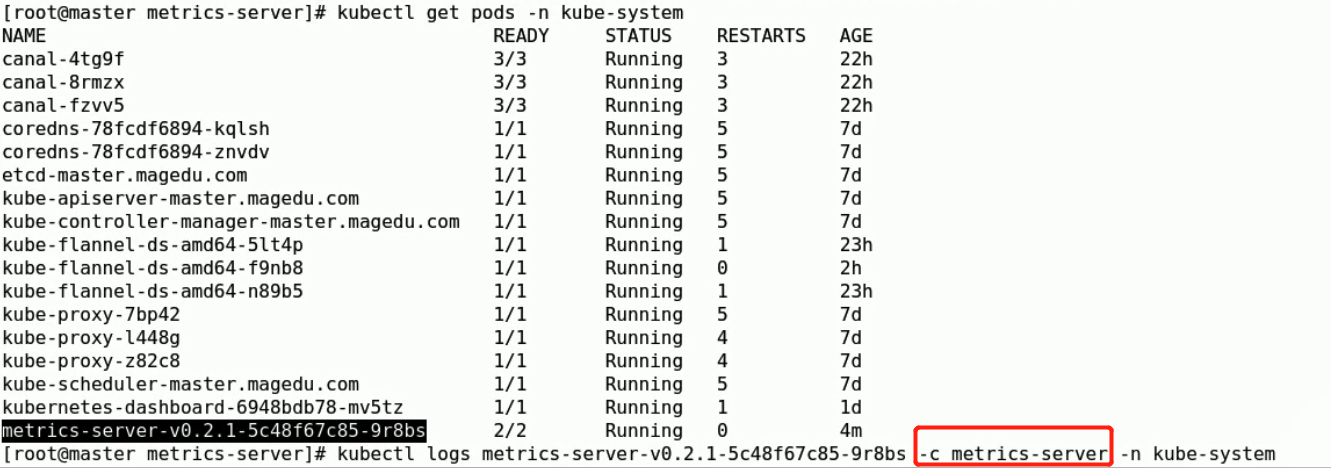 [root@master metrics-server]# kubectl get pods -n kube-system
NAME READY STATUS RESTARTS AGE
canal-4tg9f 3/3 Running 3 22h
canal-8rmzx 3/3 Running 3 22h
canal-fzvv5 3/3 Running 3 22h
coredns-78fcdf6894-kqlsh 1/1 Running 5 7d
coredns-78fcdf6894-znvdv 1/1 Running 5 7d
etcd-master.magedu.com 1/1 Running 5 7d
kube-apiserver-master.magedu.com 1/1 Running 5 7d
kube-controller-manager-master.magedu.com 1/1 Running 5 7d
kube-flannel-ds-amd64-5lt4p 1/1 Running 1 23h
kube-flannel-ds-amd64-f9nb8 1/1 Running 0 2h
kube-flannel-ds-amd64-n89b5 1/1 Running 1 23h
kube-proxy-7bp42 1/1 Running 5 7d
kube-proxy-l448g 1/1 Running 4 7d
kube-proxy-z82c8 1/1 Running 4 7d
kube-scheduler-master.magedu.com 1/1 Running 5 7d
kubernetes-dashboard-6948bdb78-mv5tz 1/1 Running 1 1d
metrics-server-v0.2.1-5c48f67c85-9r8bs 2/2 Running 0 4m
[root@master metrics-server]# kubectl logs metrics-server-v0.2.1-5c48f67c85-9r8bs -c metrics-server -n kube-system